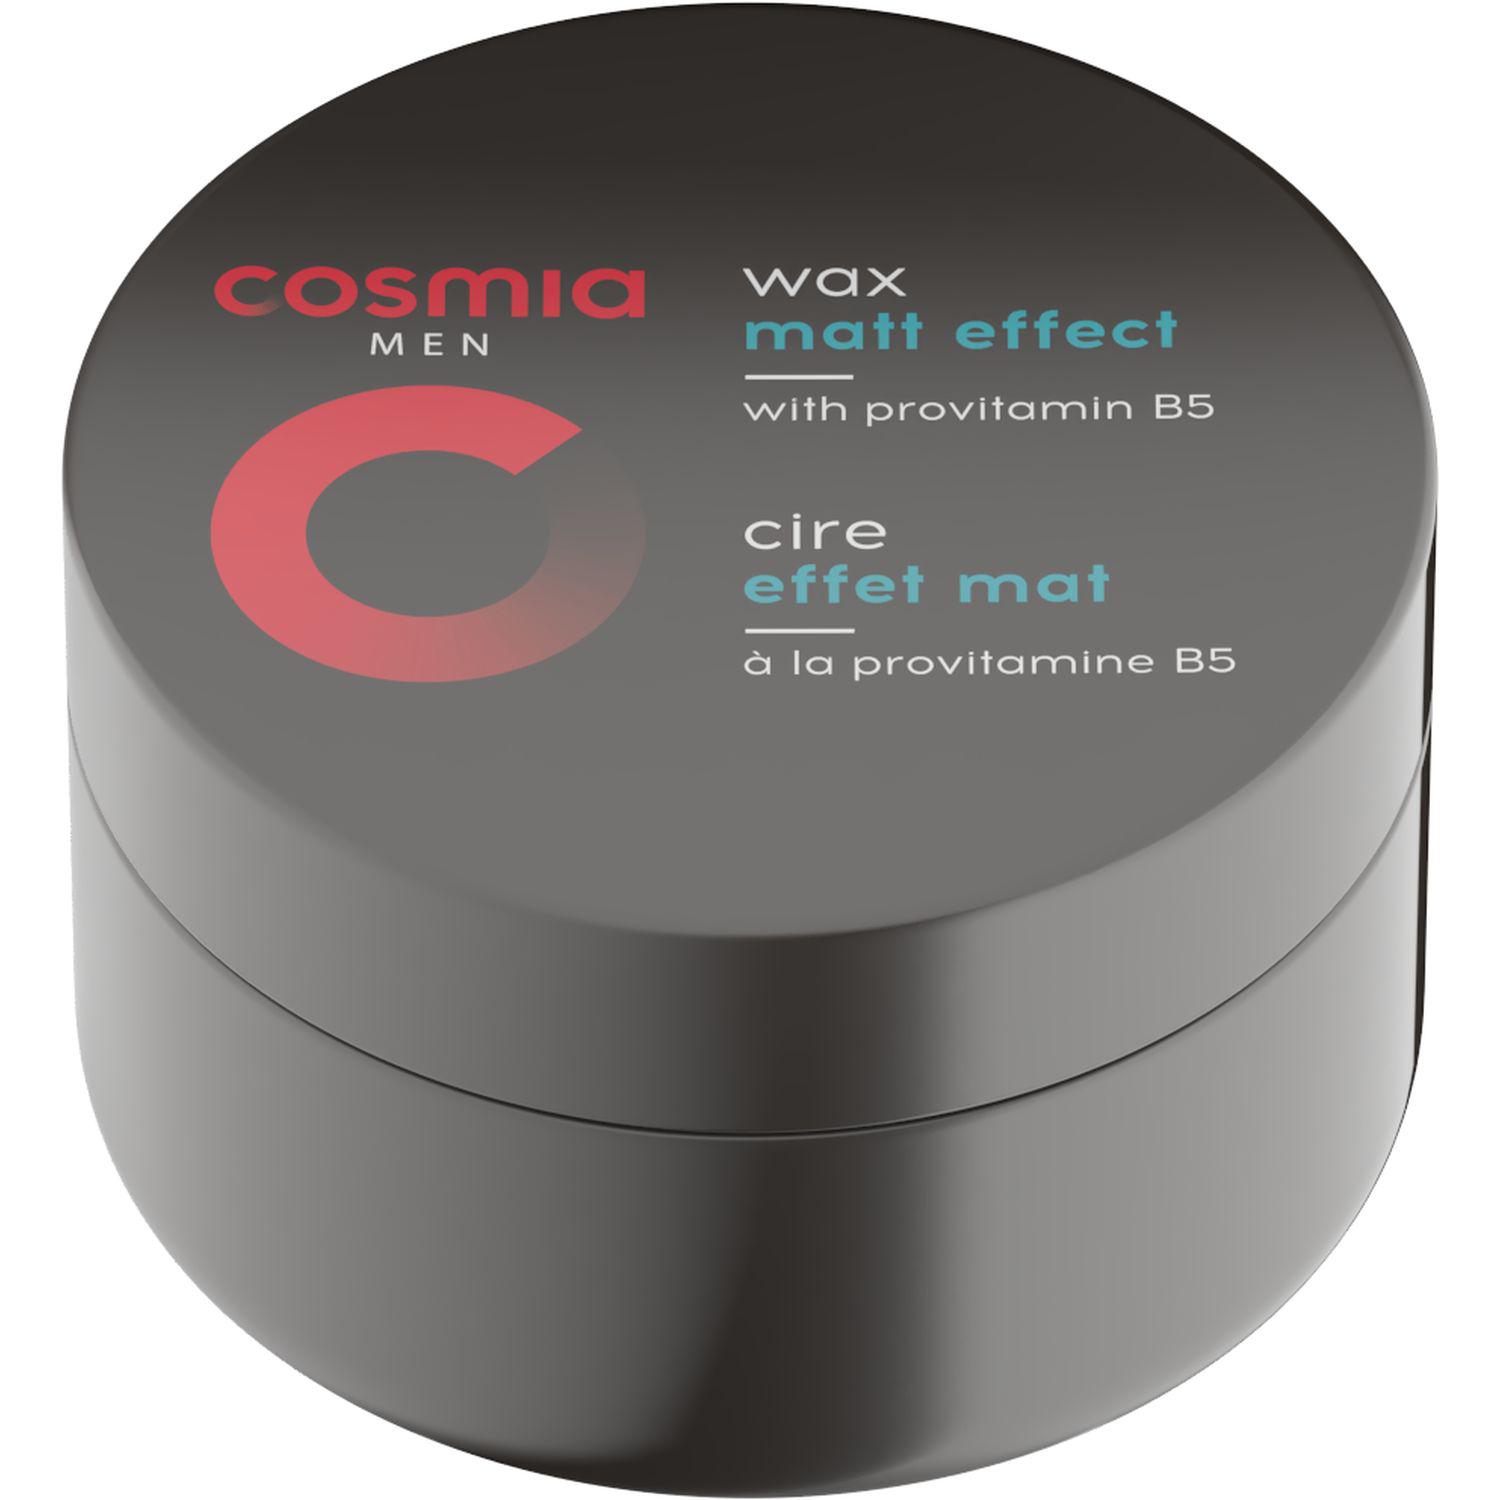 cosmia
MEN
wax
matt effect
with provitamin B5
cire
effet mat
à la provitamine B5